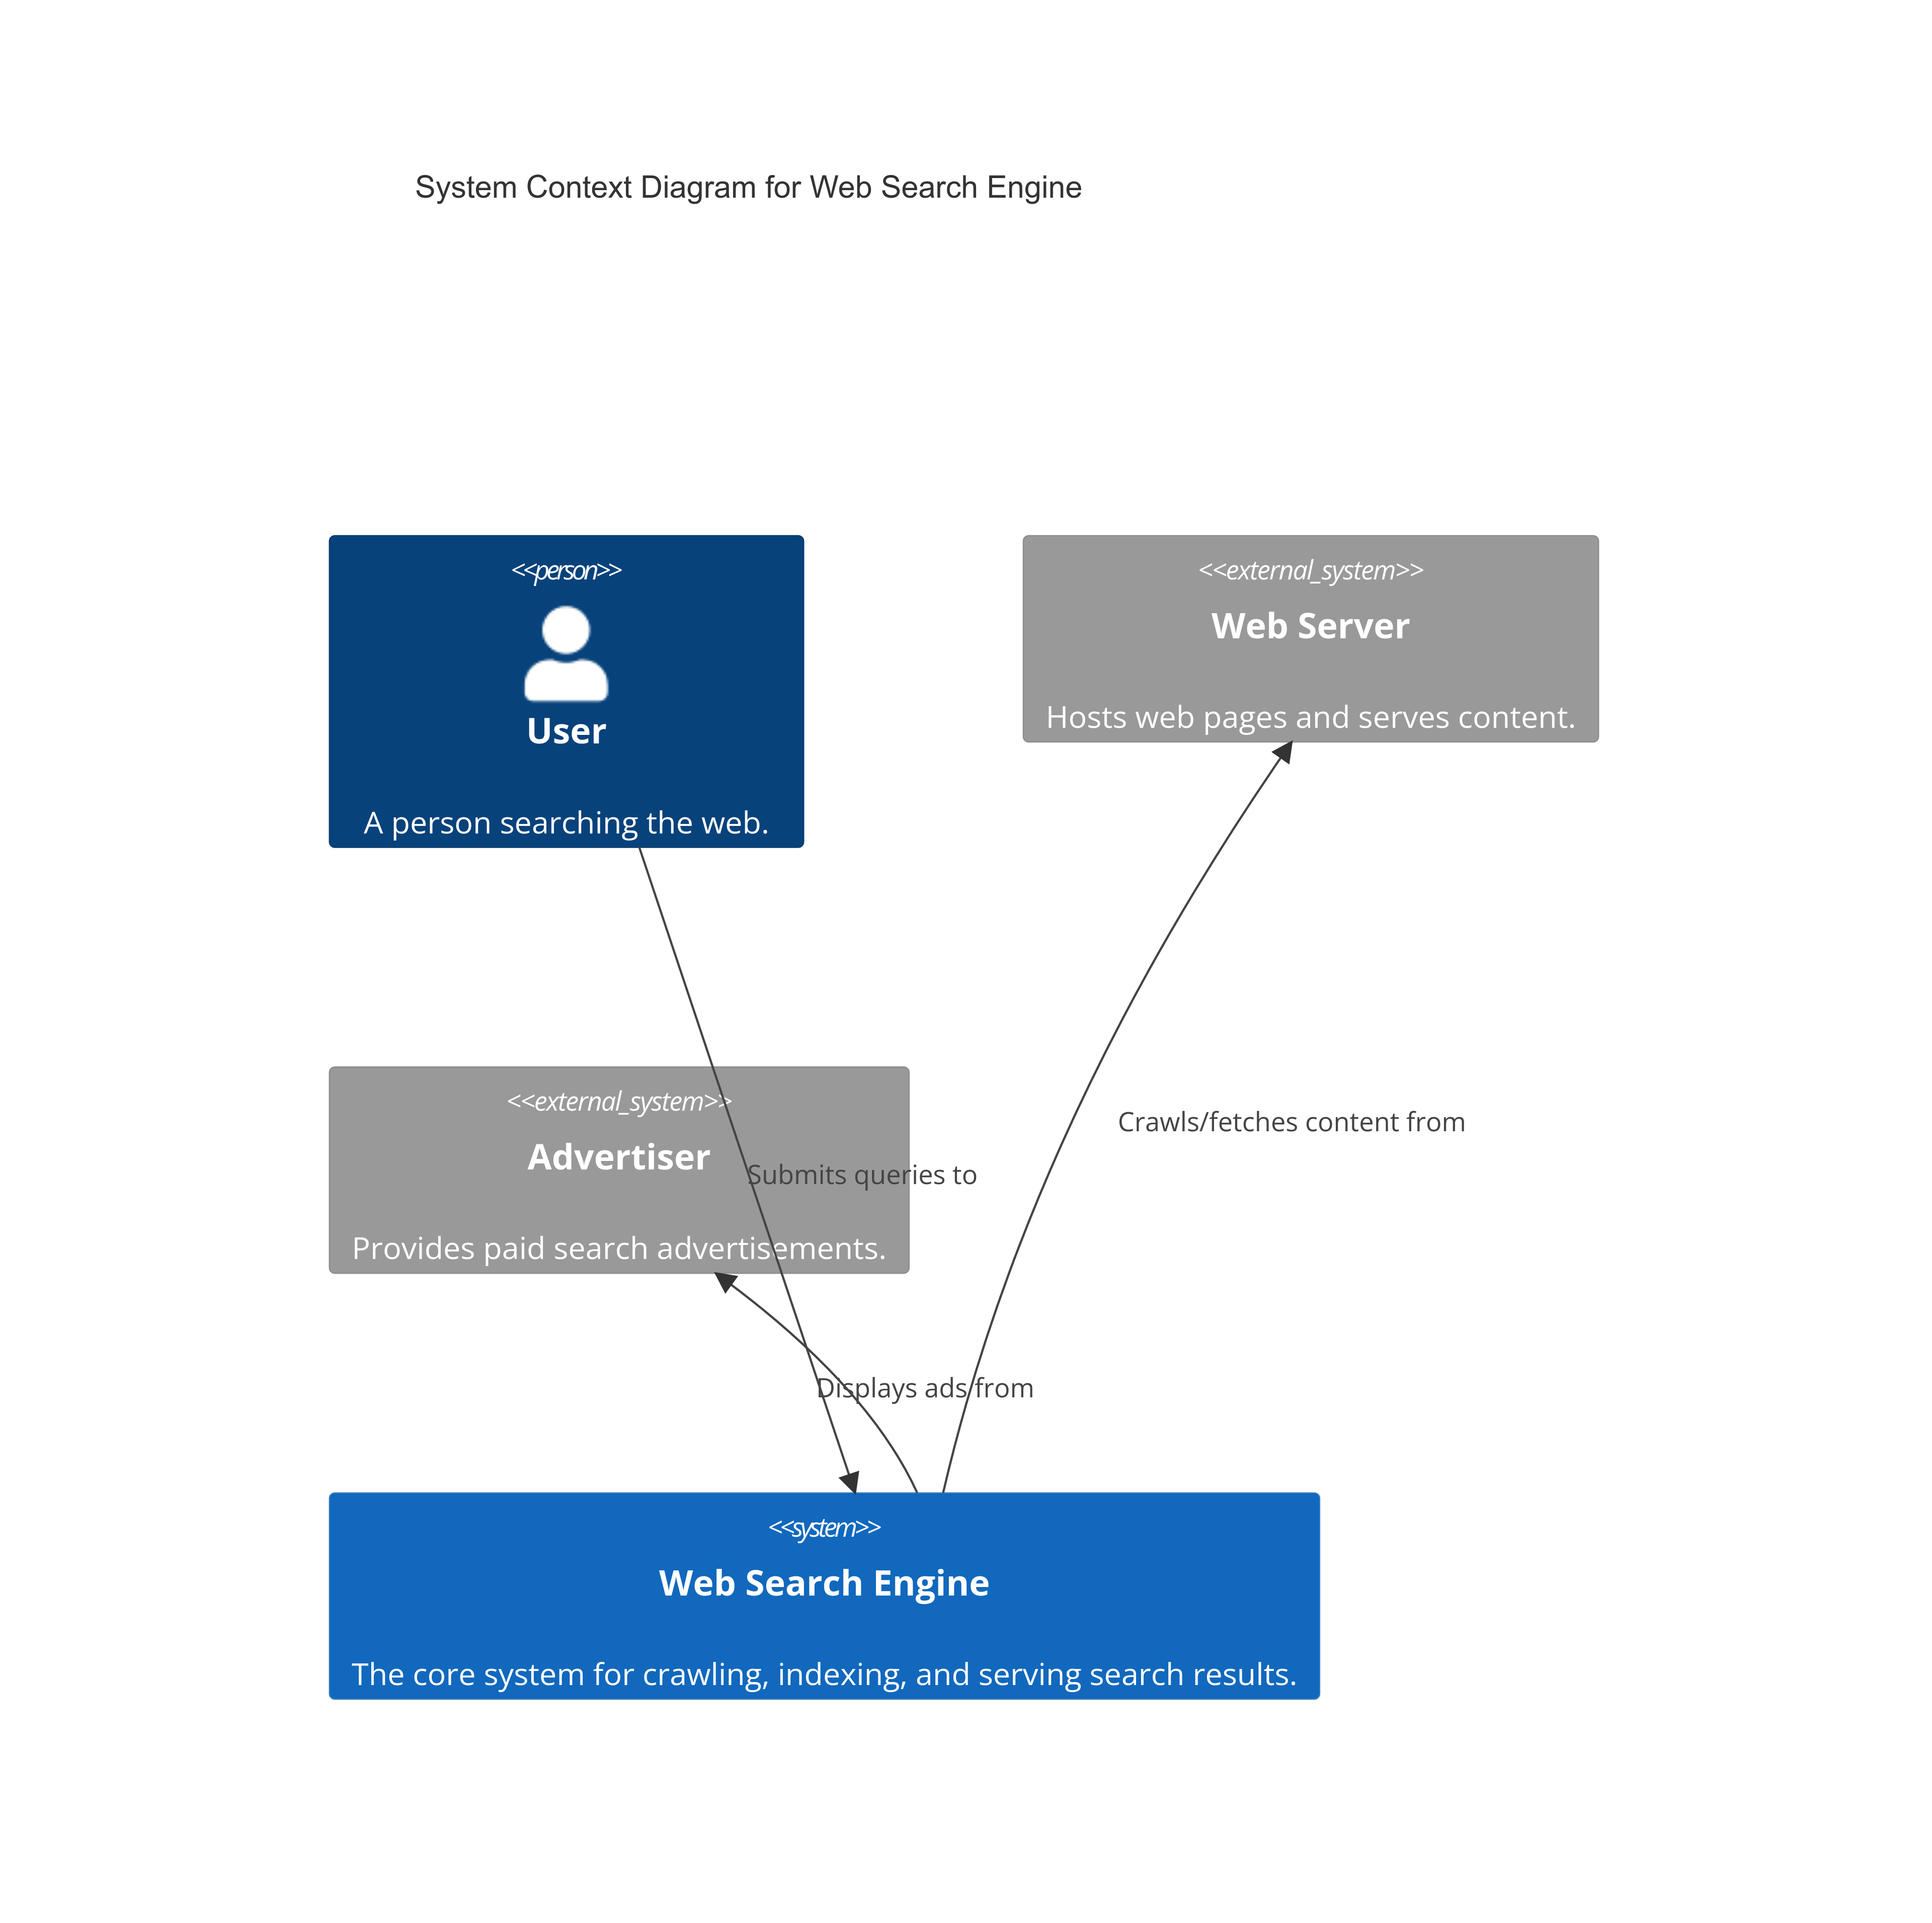 System Context Diagram for Web Search Engine
<<person>>
User
A person searching the web.
<<external_system>>
Web Server
Hosts web pages and serves content.
<<external_system>>
Advertiser
Provides paid search advertisements.
Submits queries to
Crawls/fetches content from
Displays ads from
<<system>>
Web Search Engine
The core system for crawling, indexing, and serving search results.